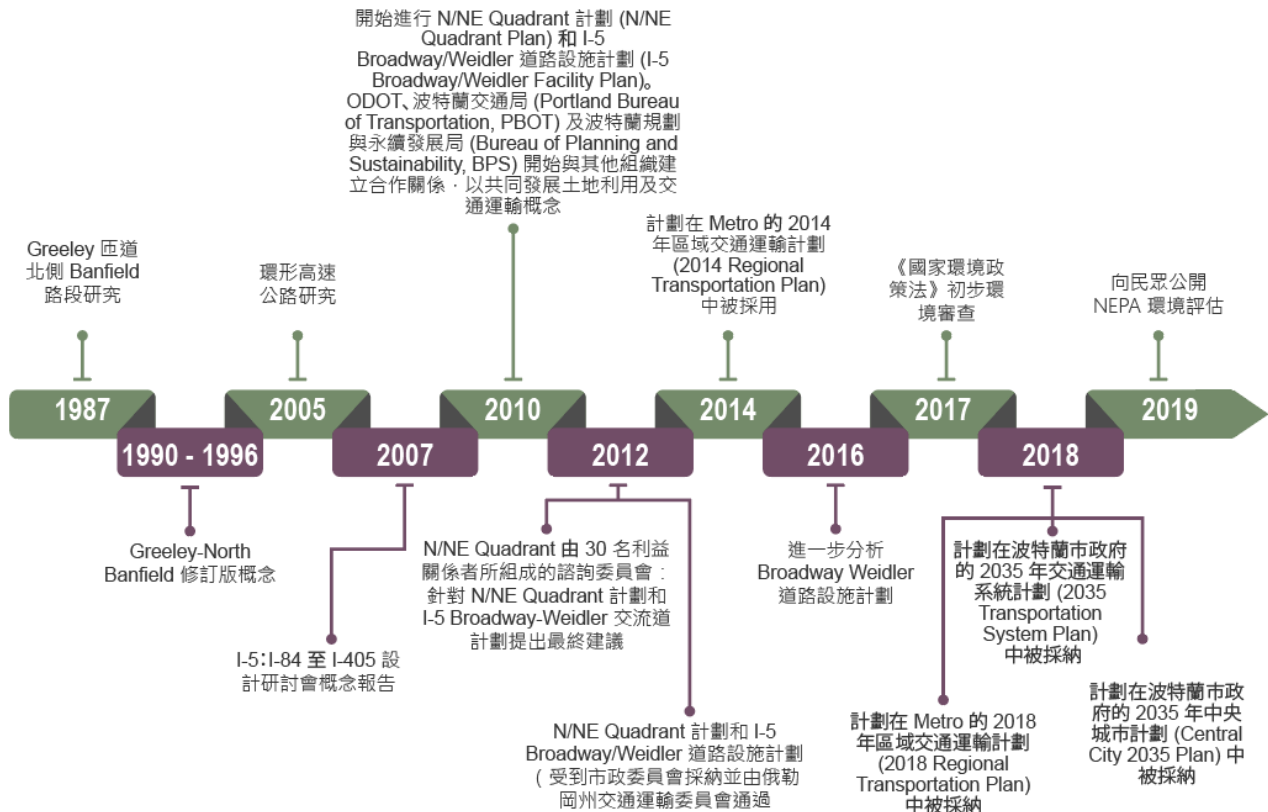 開始進行 N/NE Quadrant 計劃 (N/NE
Quadrant Plan) 和 I-5
Broadway/Weidler 道路設施計劃 (I-5
Broadway/Weidler Facility Plan)。
ODOT、波特蘭交通局 (Portland Bureau
of Transportation, PBOT) 及波特蘭規劃
與永續發展局 (Bureau of Planning and
Sustainability, BPS) 開始與其他組織建
立合作關係，以共同發展土地利用及交
通運輸概念
Greeley 匝道
北側 Banfield
路段研究
環形高速
公路研究
計劃在 Metro 的 2014
年區域交通運輸計劃
(2014 Regional
Transportation Plan)
中被採用
《國家環境政
策法》初步環
境審查
向民眾公開
NEPA 環境評估
1987
2005
2010
2014
2017
2019
1990 - 1996
2007
2012
2016
2018
Greeley-North
Banfield 修訂版概念
I-5：I-84 至 I-405 設
計研討會概念報告
N/NE Quadrant 由 30 名利益
關係者所組成的諮詢委員會：
針對 N/NE Quadrant 計劃和
I-5 Broadway-Weidler 交流道
計劃提出最終建議
N/NE Quadrant 計劃和 I-5
Broadway/Weidler 道路設施計劃
（受到市政委員會採納並由俄勒
岡州交通運輸委員會通過
進一步分析
Broadway Weidler
道路設施計劃
計劃在 Metro 的 2018
年區域交通運輸計劃
(2018 Regional
Transportation Plan)
中被採納
計劃在波特蘭市政府
的 2035 年交通運輸
系統計劃 (2035
Transportation
System Plan)
中被採納
計劃在波特蘭市政
府的 2035 年中央
城市計劃 (Central
City 2035 Plan) 中
被採納